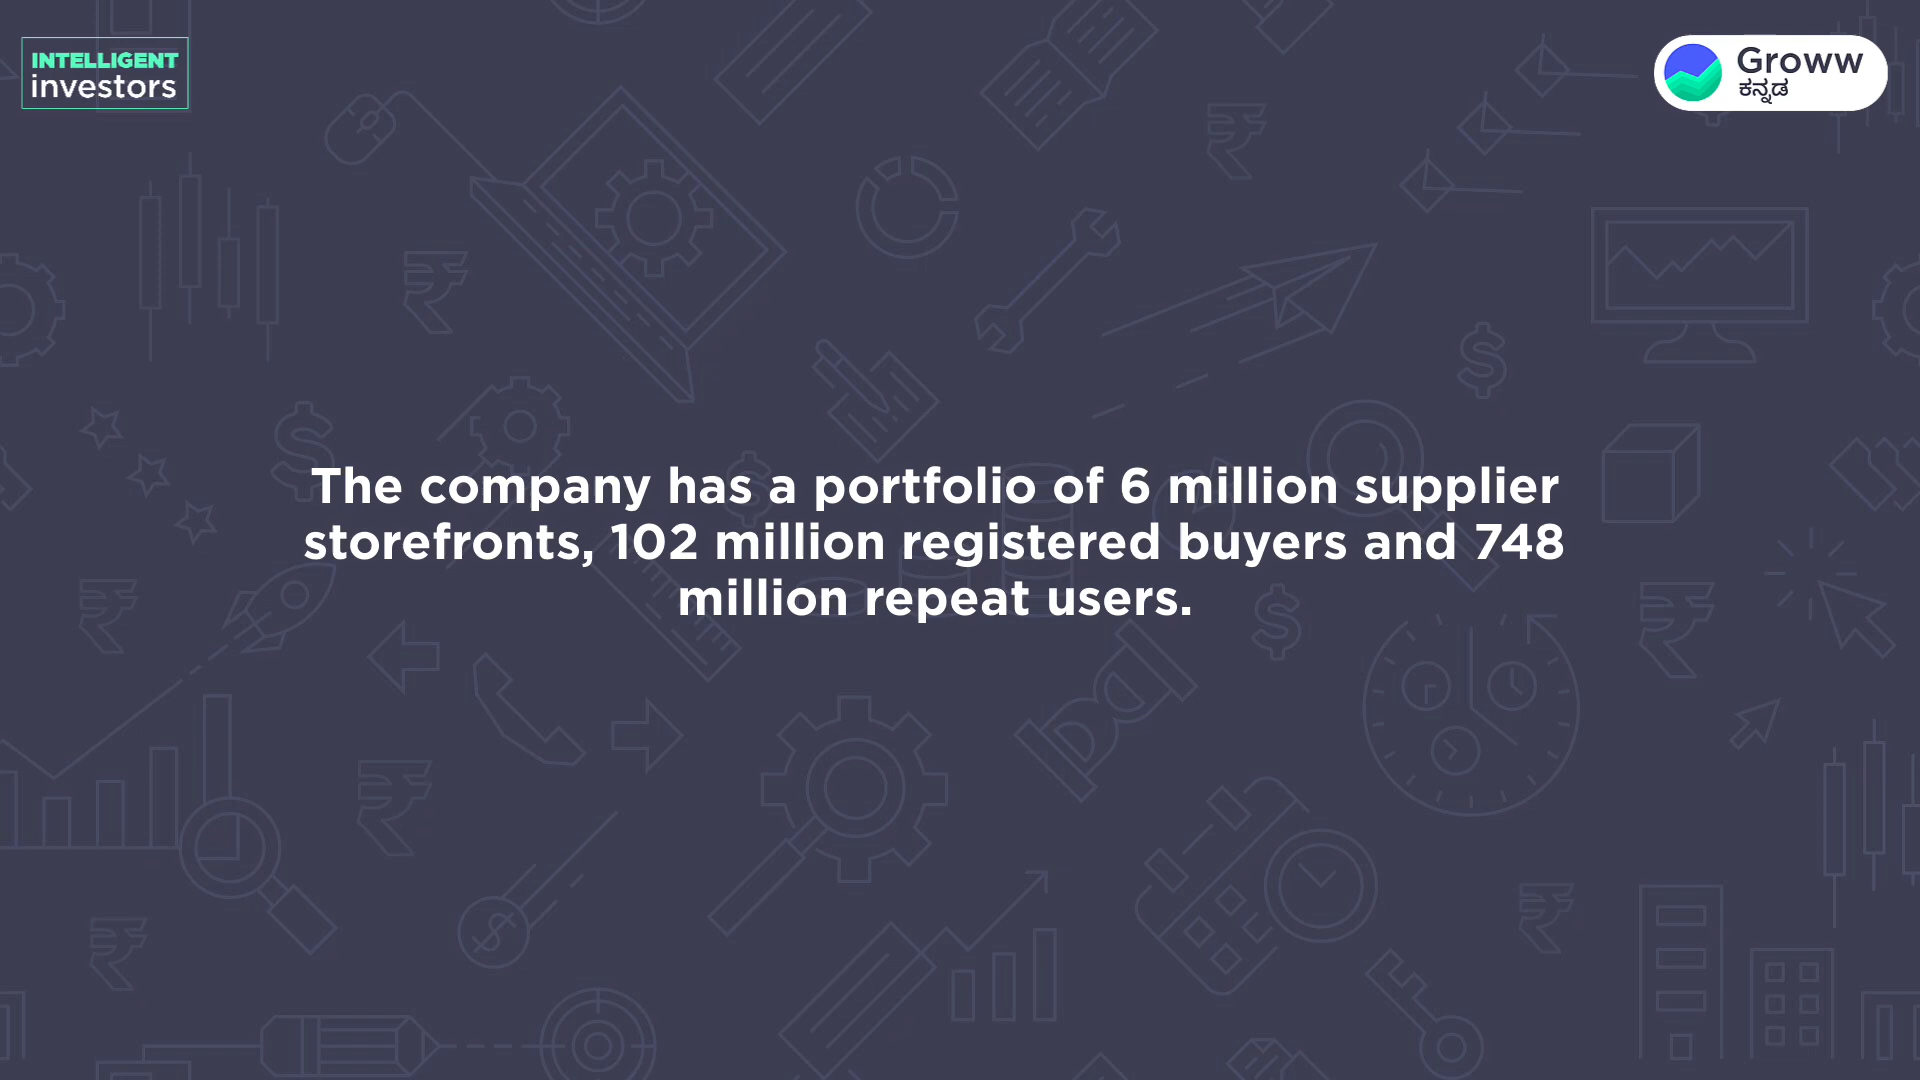 INTELLIGENT
investors
Groww
ಕನ್ನಡ
The company has a portfolio of 6 million supplier
storefronts, 102 million registered buyers and 748
million repeat users.